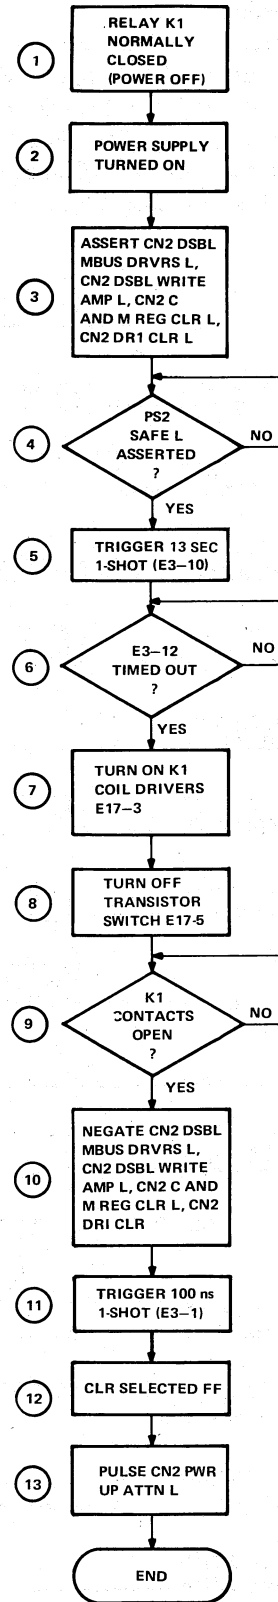 1
RELAY K1
NORMALLY
CLOSED
(POWER OFF)
2
POWER SUPPLY
TURNED ON
3
ASSERT CN2 DSBL
MBUS DRVRS L,
CN2 DSBL WRITE
AMP L, CN2 C
AND M REG CLR L,
CN2 DR1 CLR L
4
PS2
SAFE L
ASSERTED
?
NO
YES
5
TRIGGER 13 SEC
1-SHOT (E3-10)
6
E3-12
TIMED OUT
?
NO
YES
7
TURN ON K1
COIL DRIVERS
E17-3
8
TURN OFF
TRANSISTOR
SWITCH E17-5
9
K1
CONTACTS
OPEN
?
NO
YES
10
NEGATE CN2 DSBL
MBUS DRVRS L,
CN2 DSBL WRITE
AMP L, CN2 C AND
M REG CLR L, CN2
DRI CLR
11
TRIGGER 100 ns
1-SHOT (E3-1)
12
CLR SELECTED FF
13
PULSE CN2 PWR
UP ATTN L
END